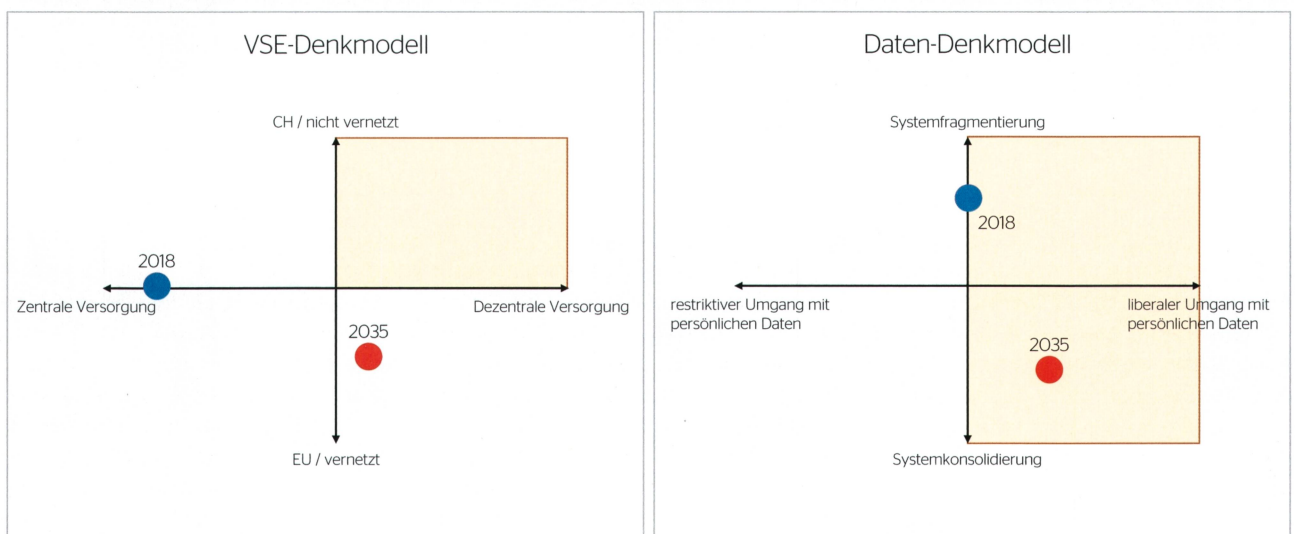 VSE-Denkmodell
CH / nicht vernetzt
2018
Zentrale Versorgung
Dezentrale Versorgung
2035
EU / vernetzt
Daten-Denkmodell
Systemfragmentierung
2018
restriktiver Umgang mit
persönlichen Daten
liberaler Umgang mit
persönlichen Daten
2035
Systemkonsolidierung